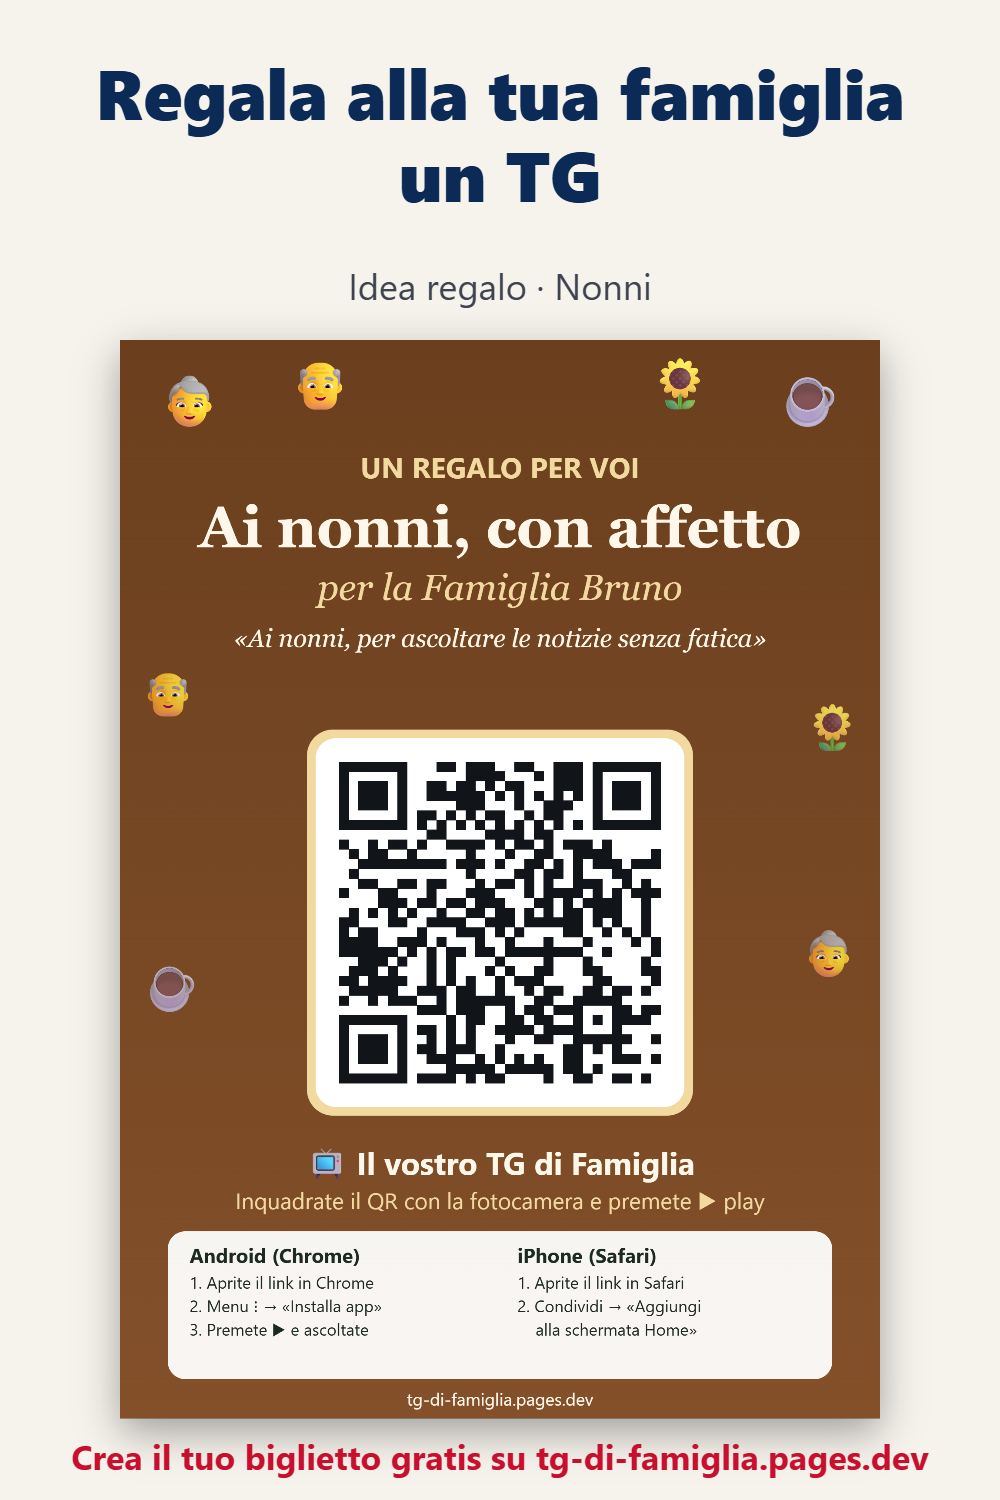 Regala alla tua famiglia
un TG
Idea regalo · Nonni
UN REGALO PER VOI
Ai nonni, con affetto
per la Famiglia Bruno
«Ai nonni, per ascoltare le notizie senza fatica»
📺 Il vostro TG di Famiglia
Inquadrate il QR con la fotocamera e premete ▶ play
Android (Chrome)
1. Aprite il link in Chrome
2. Menu ⋮ → «Installa app»
3. Premete ▶ e ascoltate
iPhone (Safari)
1. Aprite il link in Safari
2. Condividi → «Aggiungi
alla schermata Home»
tg-di-famiglia.pages.dev
Crea il tuo biglietto gratis su tg-di-famiglia.pages.dev